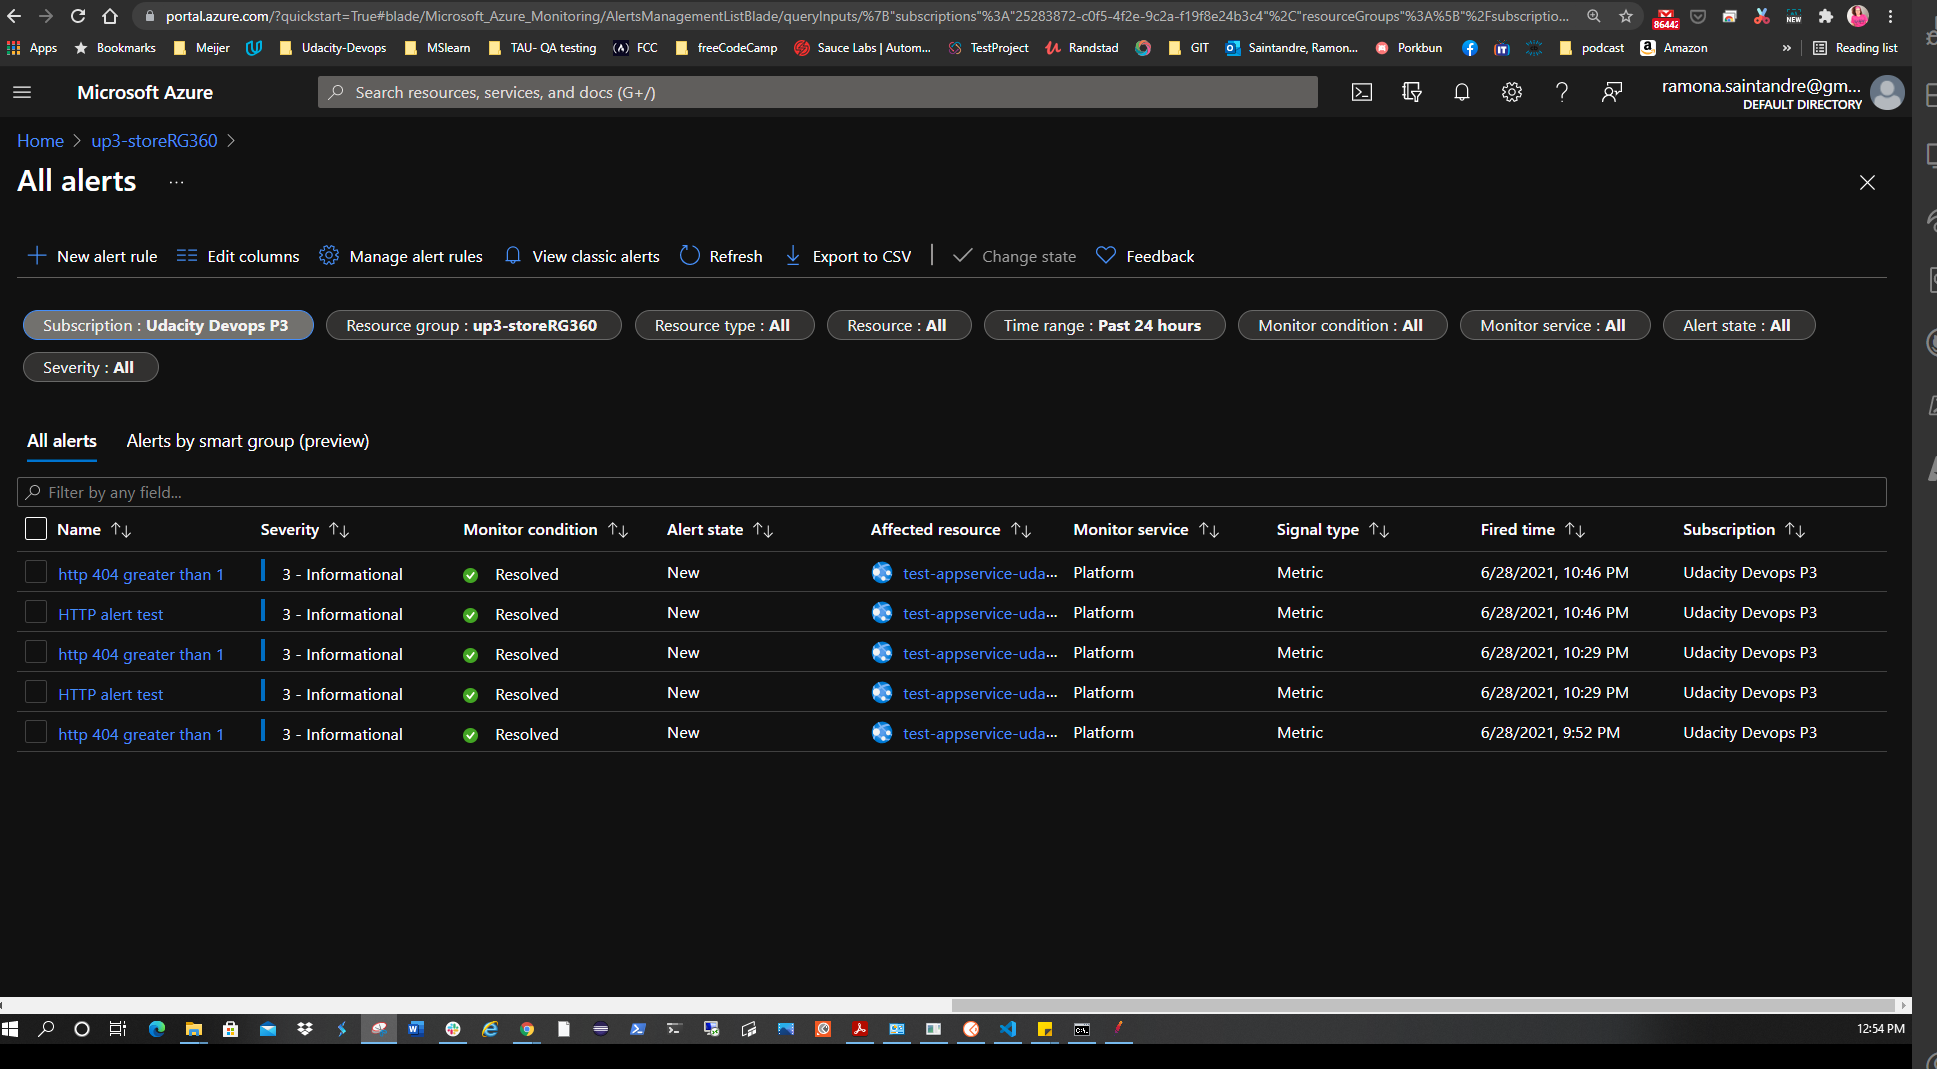 portal.azure.com/?quickstart=True#blade/Microsoft_Azure_Monitoring/AlertsManagementListBlade/queryInputs/%7B"subscriptions"%3A"25283872-c0f5-4f2e-9c2a-f19f8e24b3c4"%2C"resourceGroups"%3A%5B"%2Fsubscriptio... 86442 NEW
Apps Bookmarks Meijer Udacity-Devops MSlearn TAU- QA testing FCC freeCodeCamp Sauce Labs | Autom... TestProject Randstad GIT Saintandre, Ramon... Porkbun podcast Amazon » Reading list
Microsoft Azure Search resources, services, and docs (G+/) ramona.saintandre@gm...
DEFAULT DIRECTORY
Home > up3-storeRG360 >
All alerts ...
New alert rule Edit columns Manage alert rules View classic alerts Refresh Export to CSV Change state Feedback
Subscription : Udacity Devops P3 Resource group : up3-storeRG360 Resource type : All Resource : All Time range : Past 24 hours Monitor condition : All Monitor service : All Alert state : All
Severity : All
All alerts Alerts by smart group (preview)
Filter by any field...
Name Severity Monitor condition Alert state Affected resource Monitor service Signal type Fired time Subscription
http 404 greater than 1 3 - Informational Resolved New test-appservice-uda... Platform Metric 6/28/2021, 10:46 PM Udacity Devops P3
HTTP alert test 3 - Informational Resolved New test-appservice-uda... Platform Metric 6/28/2021, 10:46 PM Udacity Devops P3
http 404 greater than 1 3 - Informational Resolved New test-appservice-uda... Platform Metric 6/28/2021, 10:29 PM Udacity Devops P3
HTTP alert test 3 - Informational Resolved New test-appservice-uda... Platform Metric 6/28/2021, 10:29 PM Udacity Devops P3
http 404 greater than 1 3 - Informational Resolved New test-appservice-uda... Platform Metric 6/28/2021, 9:52 PM Udacity Devops P3
12:54 PM